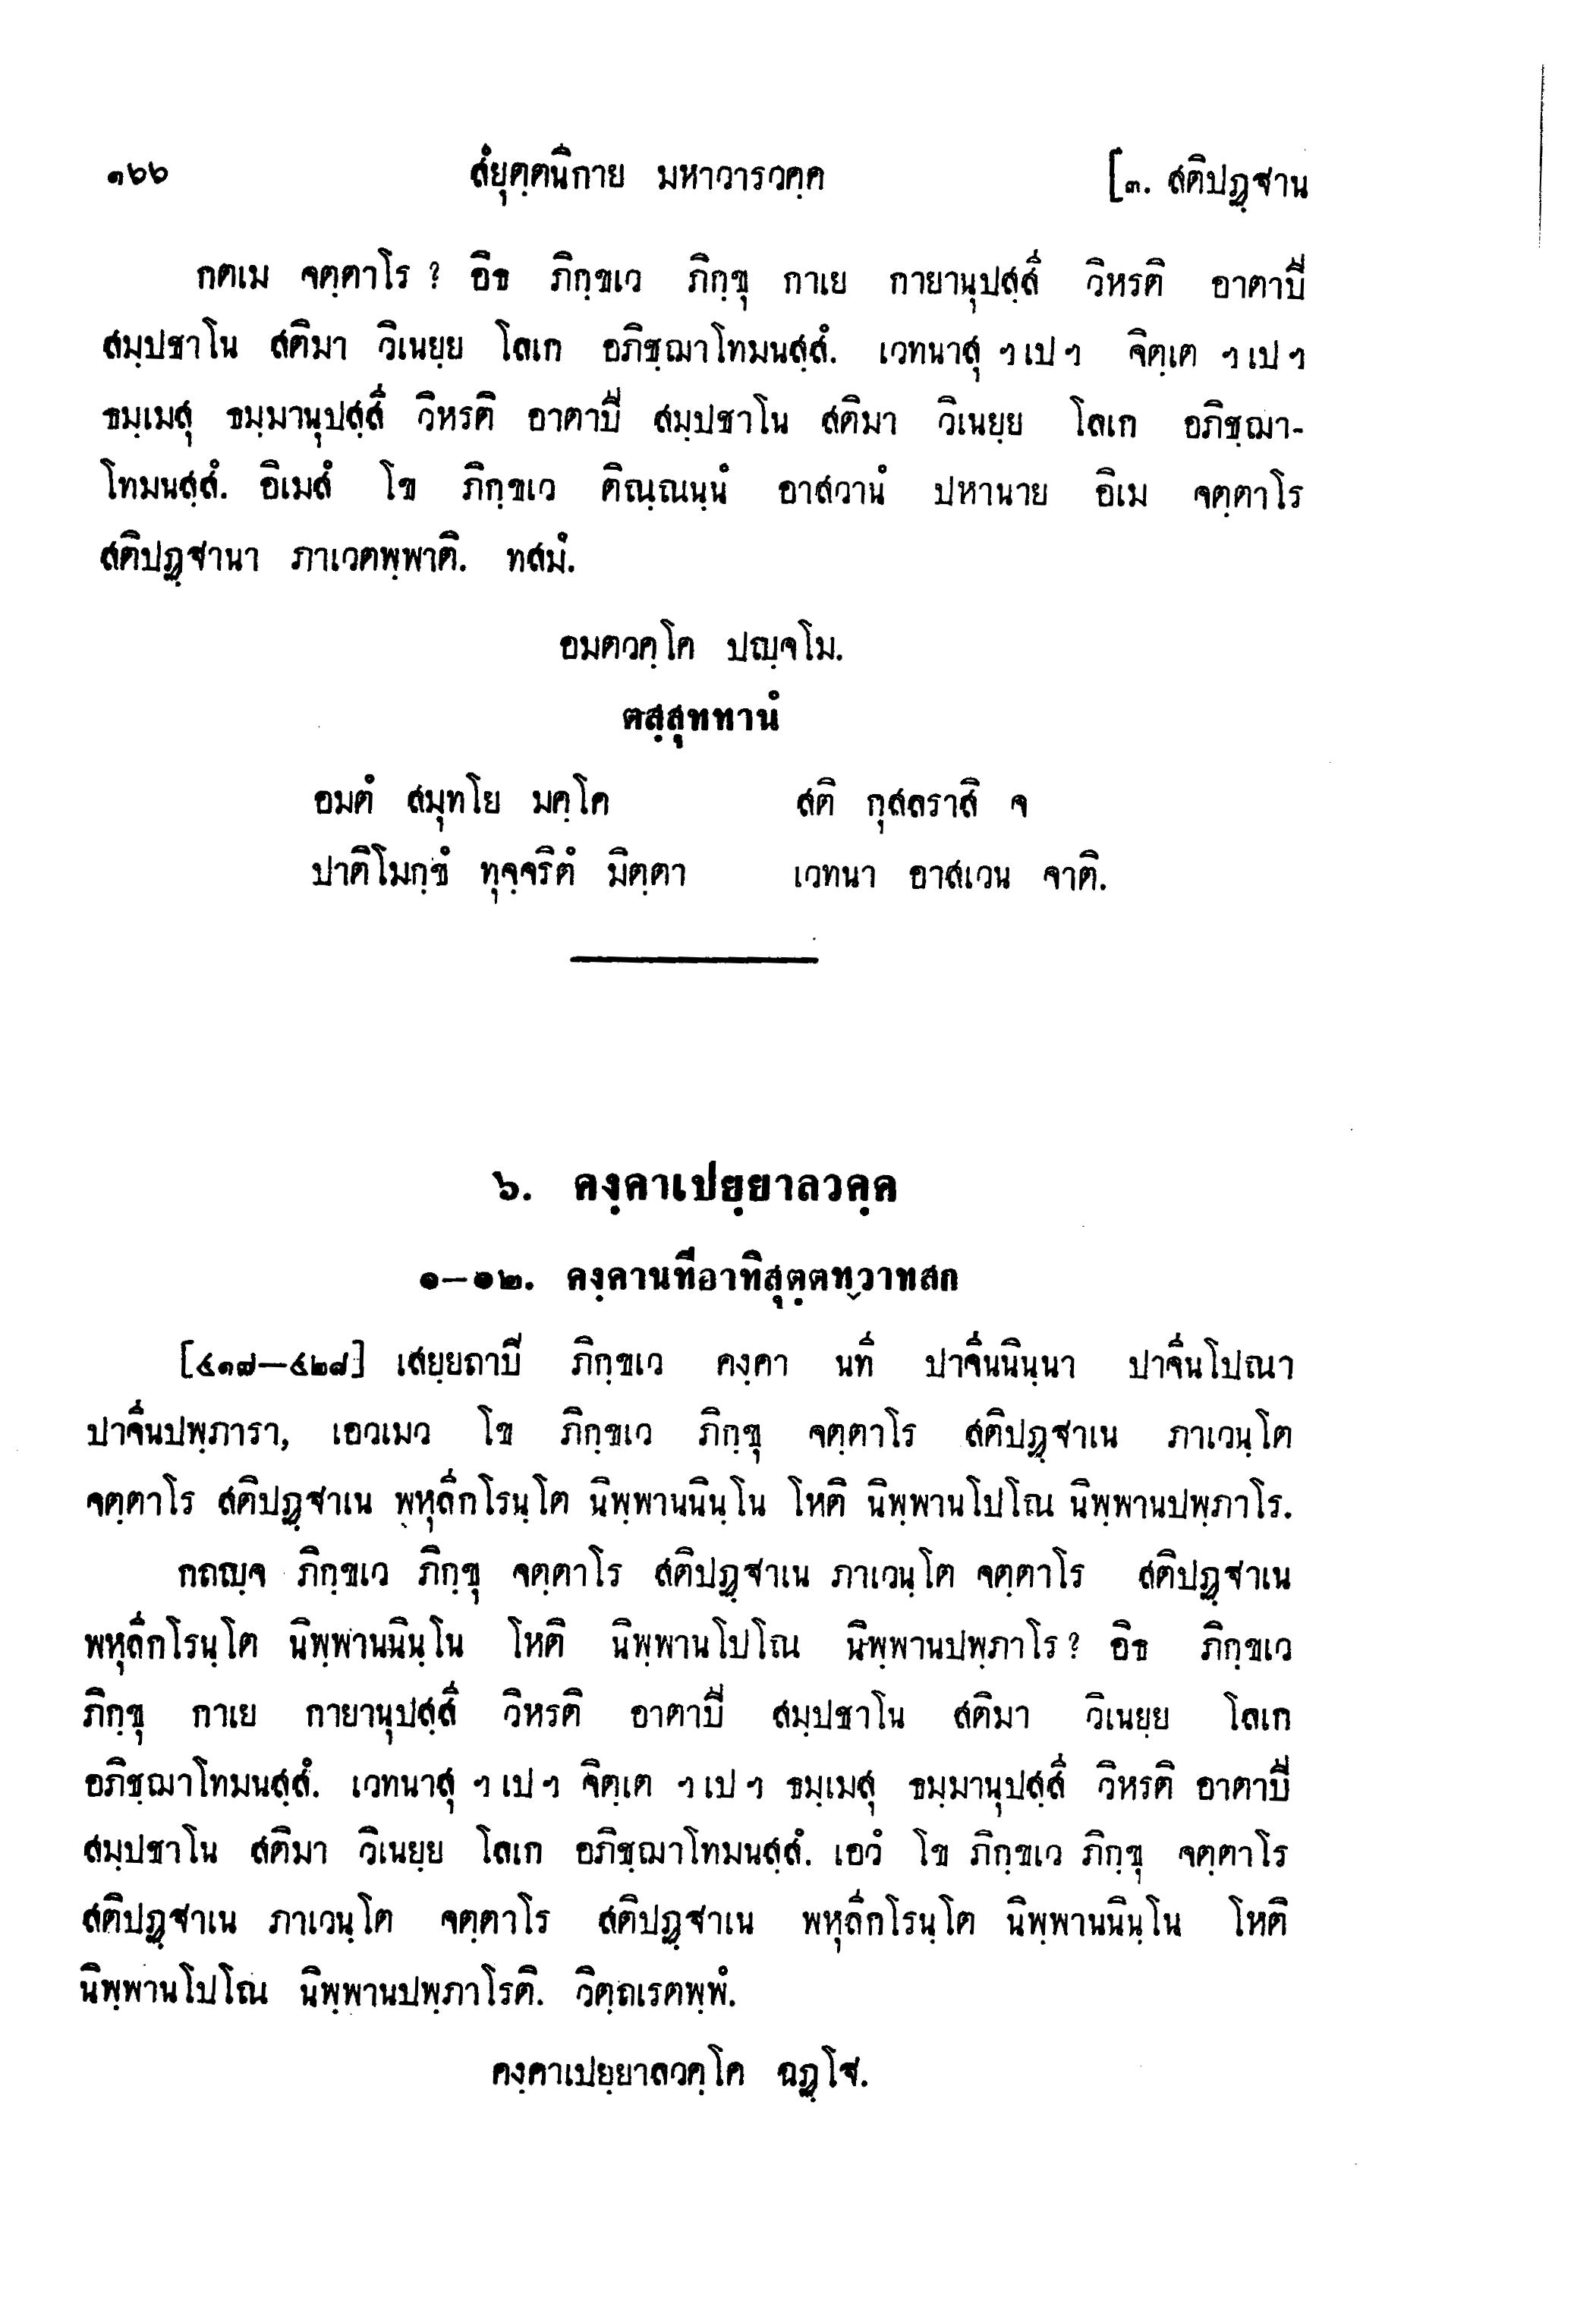 ๑๖๖ สํยุตฺตนิกาย มหาวารวคฺค [๓. สติปฏฺฐาน
กตเม จตฺตาโร ? อิธ ภิกฺขเว ภิกฺขุ กาเย กายานุปสฺสี วิหรติ อาตาปี
สมฺปชาโน สติมา วิเนยฺย โลเก อภิชฺฌาโทมนสฺสํ. เวทนาสุ ฯ เป ฯ จิตฺเต ฯ เป ฯ
ธมฺเมสุ ธมฺมานุปสฺสี วิหรติ อาตาปี สมฺปชาโน สติมา วิเนยฺย โลเก อภิชฺฌา-
โทมนสฺสํ. อิเมสํ โข ภิกฺขเว ติณฺณนฺนํ อาสวานํ ปหานาย อิเม จตฺตาโร
สติปฏฺฐานา ภาเวตพฺพาติ. ทสมํ.
อมตวคฺโค ปญฺจโม.
ตสฺสุททานํ
อมตํ สมุทโย มคฺโค สติ กุสลราสิ จ
ปาติโมกฺขํ ทุจฺจริตํ มิตฺตา เวทนา อาสเวน จาติ.
๖. คงฺคาเปยฺยาลวคฺค
๑–๑๒. คงฺคานทีอาทิสุตฺตทฺวาทสก
[๔๑๗–๔๒๘] เสยฺยถาปี ภิกฺขเว คงฺคา นที ปาจีนนินฺนา ปาจีนโปณา
ปาจีนปพฺภารา, เอวเมว โข ภิกฺขเว ภิกฺขุ จตฺตาโร สติปฏฺฐาเน ภาเวนฺโต
จตฺตาโร สติปฏฺฐาเน พหุลีกโรนฺโต นิพฺพานนินฺโน โหติ นิพฺพานโปโณ นิพฺพานปพฺภาโร.
กถญฺจ ภิกฺขเว ภิกฺขุ จตฺตาโร สติปฏฺฐาเน ภาเวนฺโต จตฺตาโร สติปฏฺฐาเน
พหุลีกโรนฺโต นิพฺพานนินฺโน โหติ นิพฺพานโปโณ นิพฺพานปพฺภาโร ? อิธ ภิกฺขเว
ภิกฺขุ กาเย กายานุปสฺสี วิหรติ อาตาปี สมฺปชาโน สติมา วิเนยฺย โลเก
อภิชฺฌาโทมนสฺสํ. เวทนาสุ ฯ เป ฯ จิตฺเต ฯ เป ฯ ธมฺเมสุ ธมฺมานุปสฺสี วิหรติ อาตาปี
สมฺปชาโน สติมา วิเนยฺย โลเก อภิชฺฌาโทมนสฺสํ. เอวํ โข ภิกฺขเว ภิกฺขุ จตฺตาโร
สติปฏฺฐาเน ภาเวนฺโต จตฺตาโร สติปฏฺฐาเน พหุลีกโรนฺโต นิพฺพานนินฺโน โหติ
นิพฺพานโปโณ นิพฺพานปพฺภาโรติ. วิตฺถเรตพฺพํ.
คงฺคาเปยฺยาลวคฺโค ฉฏฺโฐ.